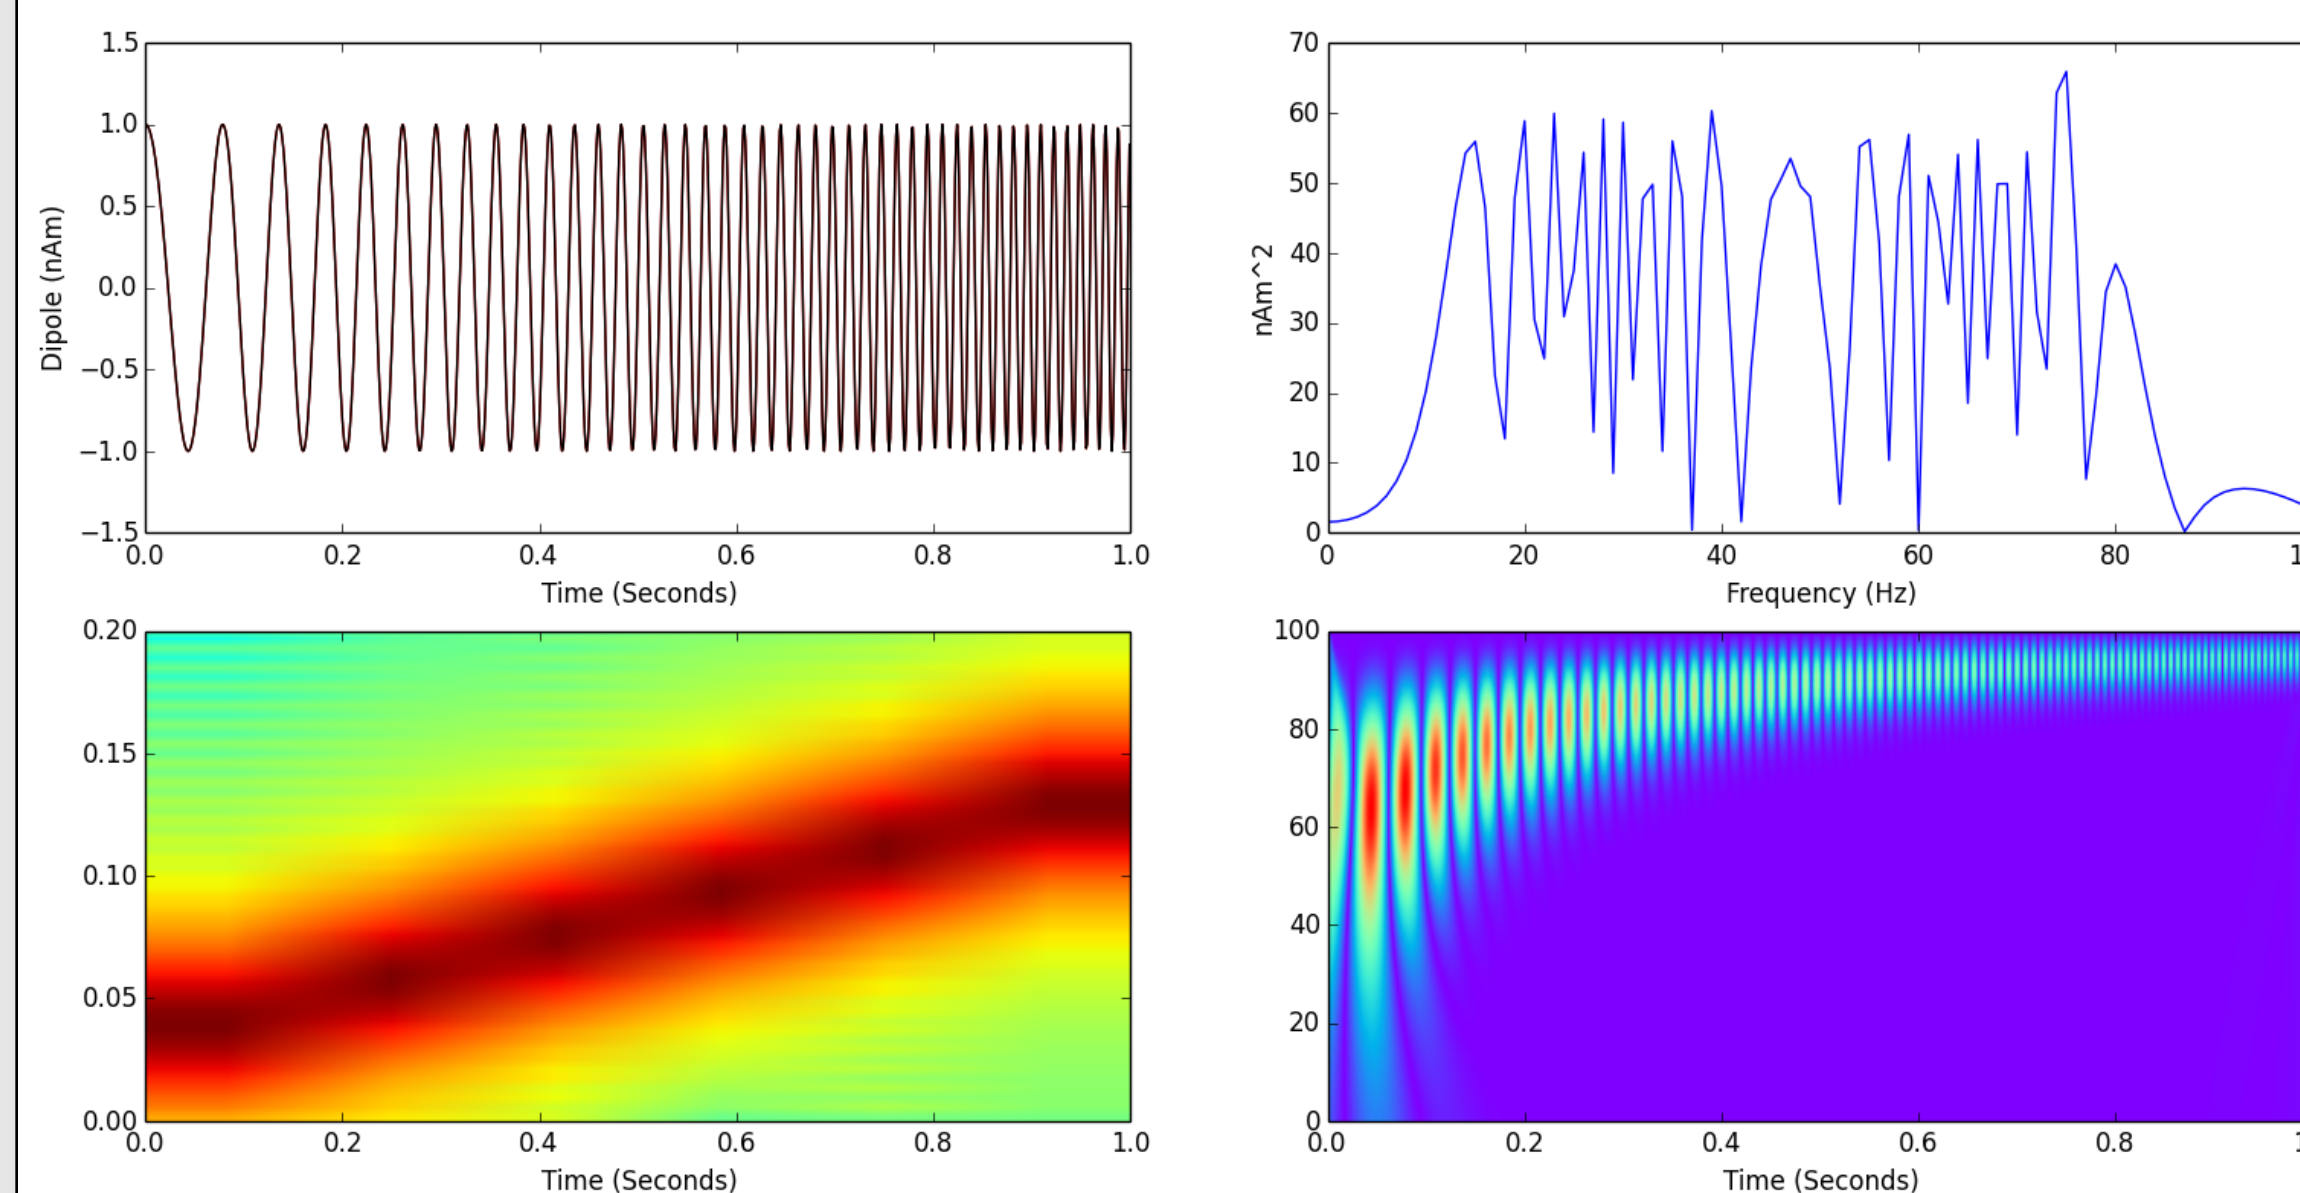 1.5
1.0
0.5
0.0
−0.5
−1.0
−1.5
Dipole (nAm)
0.0 0.2 0.4 0.6 0.8 1.0
Time (Seconds)
70
60
50
40
30
20
10
0
nAm^2
0 20 40 60 80 1
Frequency (Hz)
0.20
0.15
0.10
0.05
0.00
0.0 0.2 0.4 0.6 0.8 1.0
Time (Seconds)
100
80
60
40
20
0
0.0 0.2 0.4 0.6 0.8 1
Time (Seconds)